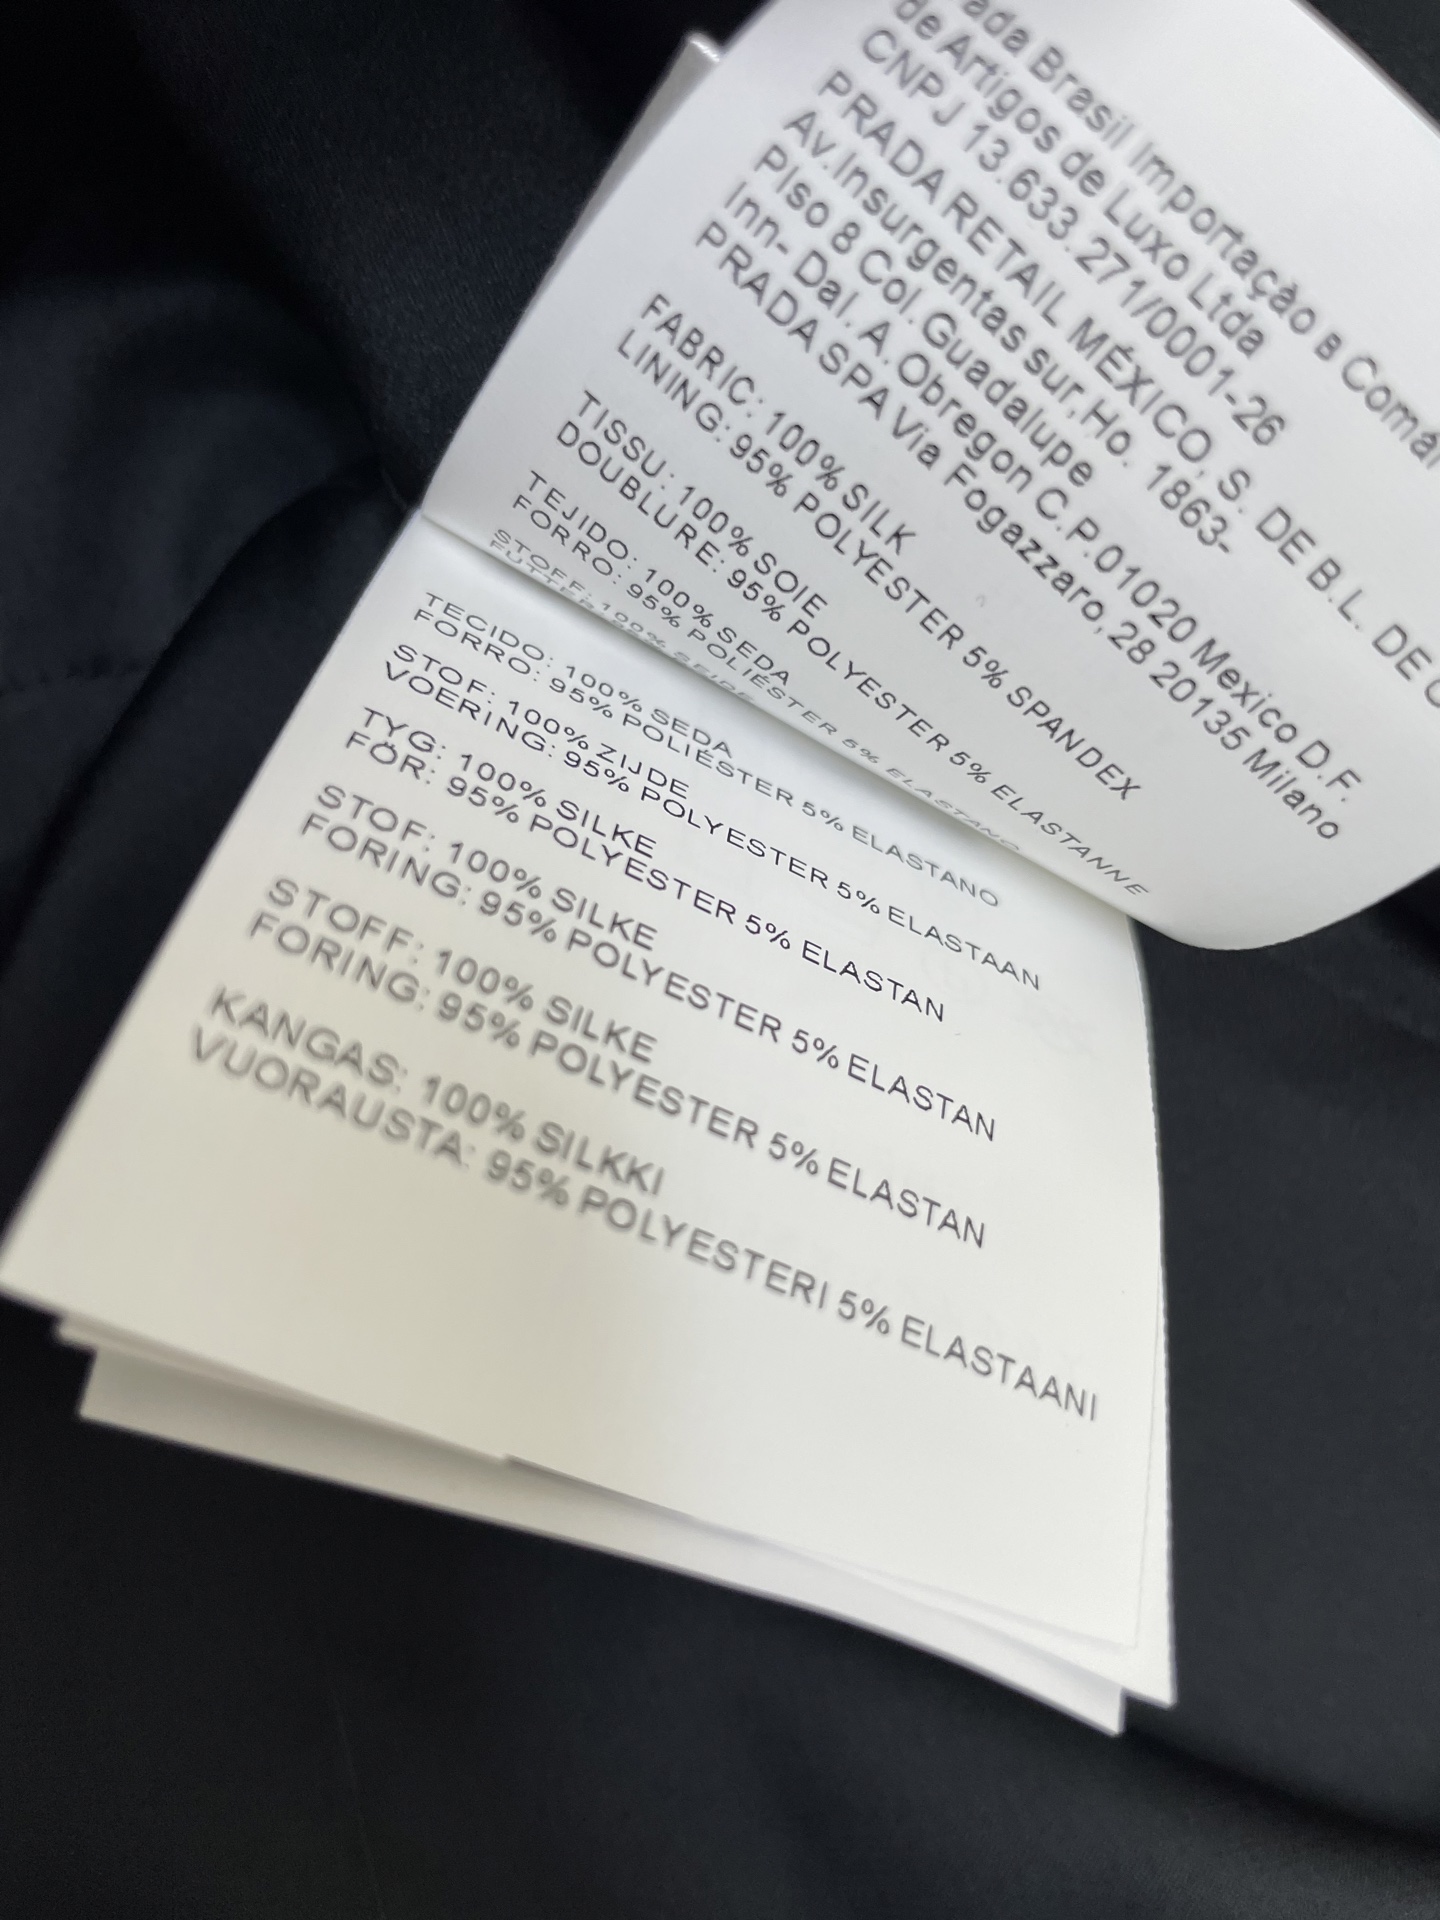 ada Brasil Importação e Comér
de Artigos de Luxo Ltda
CNPJ 13.633.271/0001-26
PRADA RETAIL MÉXICO, S. DE B.L. DE C
Av.Insurgentas sur,Ho. 1863-
PIso 8 Col.Guadalupe
Inn- Dal. A.Obregon C.P.01020 Mexico D.F.
PRADA SPA Via Fogazzaro, 28 20135 Milano
FABRIC: 100% SILK
LINING: 95% POLYESTER 5% SPANDEX
TISSU: 100% SOIE
DOUBLURE: 95% POLYESTER 5% ELASTANNE
TEJIDO: 100% SEDA
FORRO: 95% POLIÉSTER 5% ELASTANO
STOFF: 100% SEIDE
FUTTER:
TECIDO: 100% SEDA
FORRO: 95% POLIÉSTER 5% ELASTANO
STOF: 100% ZIJDE
VOERING: 95% POLYESTER 5% ELASTAAN
TYG: 100% SILKE
FÖR: 95% POLYESTER 5% ELASTAN
STOF: 100% SILKE
FORING: 95% POLYESTER 5% ELASTAN
STOFF: 100% SILKE
FORING: 95% POLYESTER 5% ELASTAN
KANGAS: 100% SILKKI
VUORAUSTA: 95% POLYESTERI 5% ELASTAANI